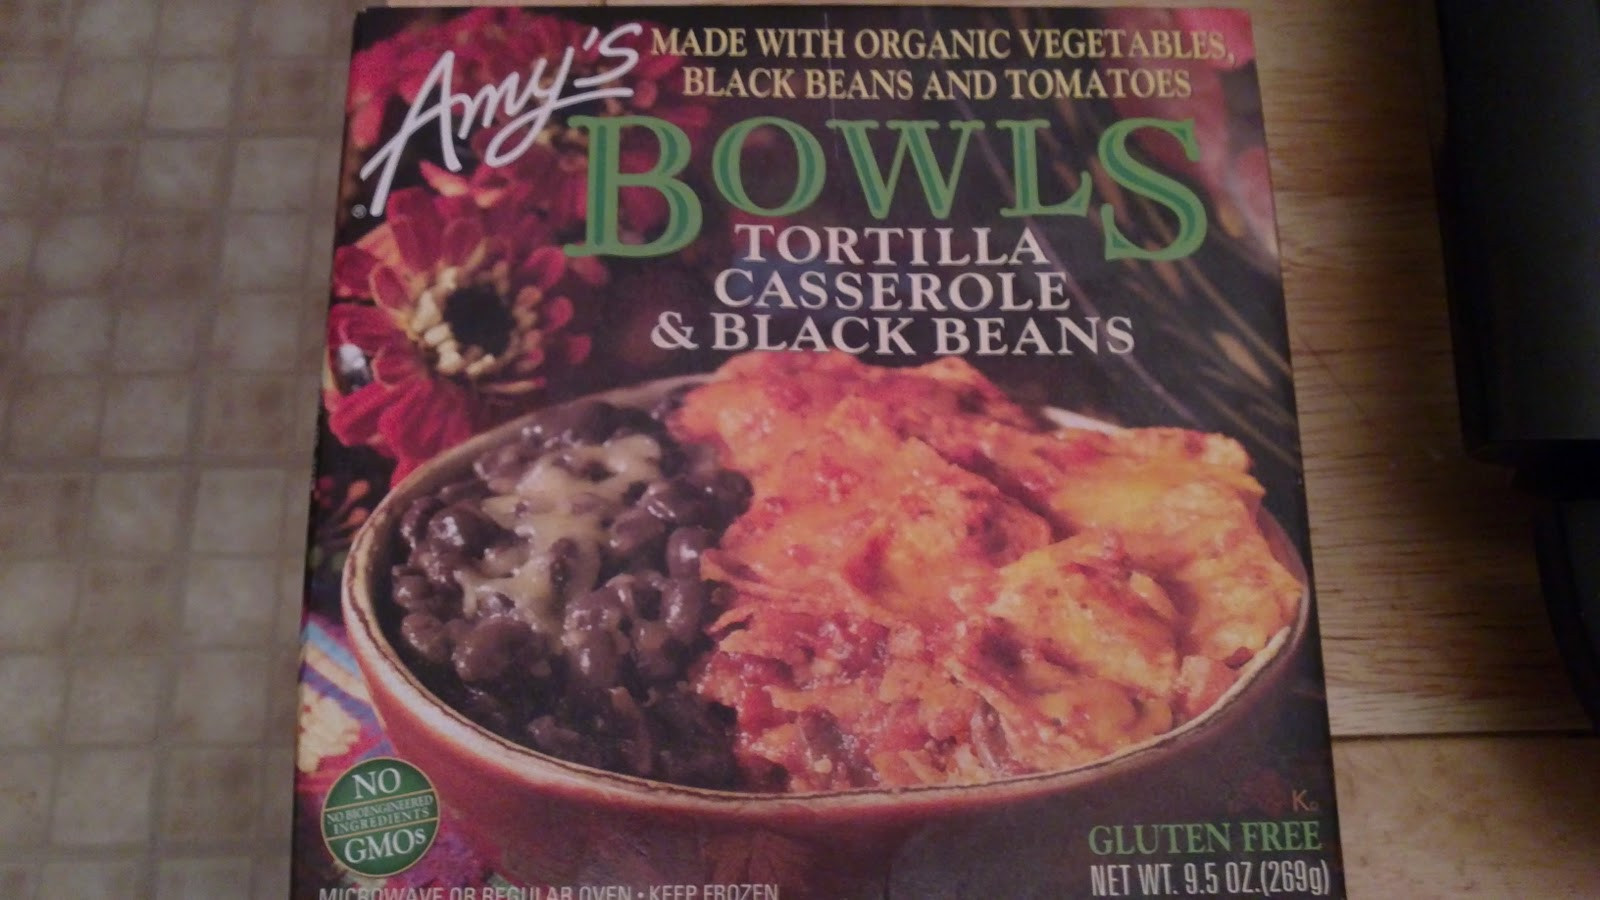 Amy's
®
MADE WITH ORGANIC VEGETABLES,
BLACK BEANS AND TOMATOES
BOWLS
TORTILLA
CASSEROLE
& BLACK BEANS
NO
NO BIOENGINEERED
INGREDIENTS
GMOs
K
GLUTEN FREE
NET WT. 9.5 OZ.(269g)
MICROWAVE OR REGULAR OVEN • KEEP FROZEN